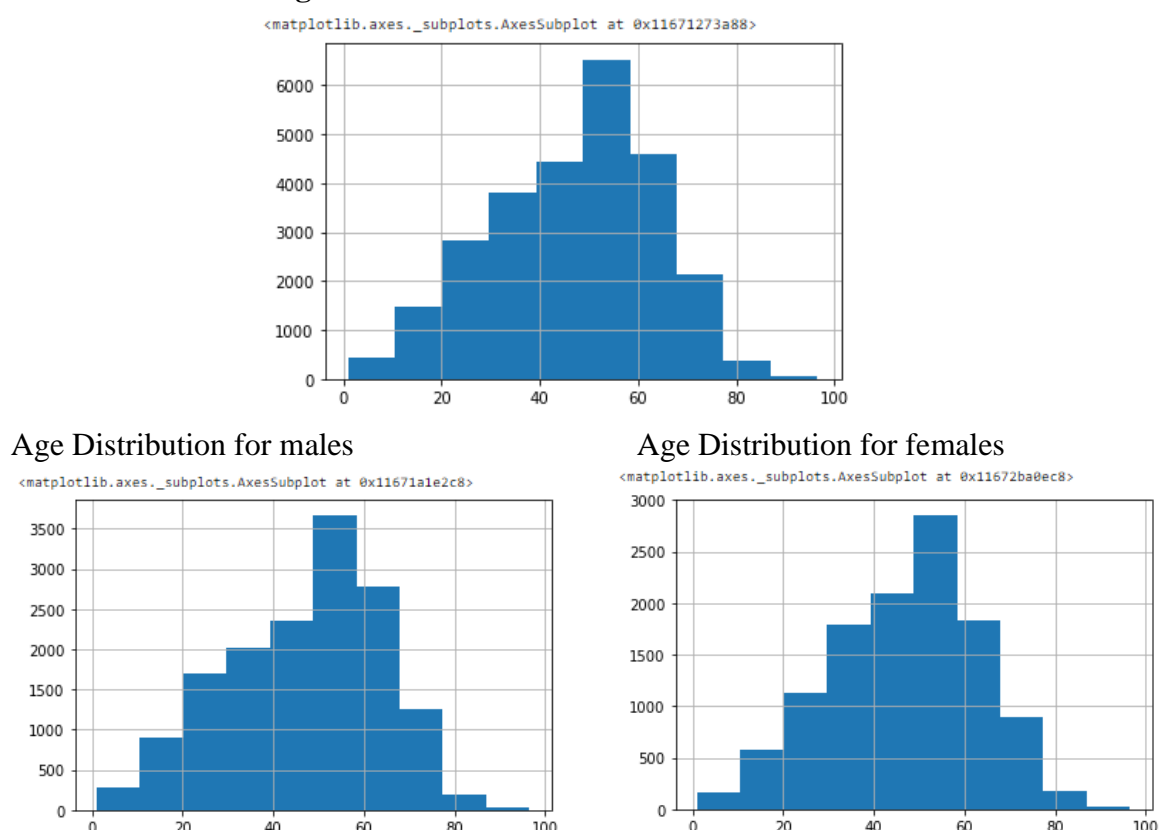 <matplotlib.axes._subplots.AxesSubplot at 0x11671273a88>
6000
5000
4000
3000
2000
1000
0
0 20 40 60 80 100
Age Distribution for males
<matplotlib.axes._subplots.AxesSubplot at 0x11671a1e2c8>
3500
3000
2500
2000
1500
1000
500
0
0 20 40 60 80 100
Age Distribution for females
<matplotlib.axes._subplots.AxesSubplot at 0x11672ba0ec8>
3000
2500
2000
1500
1000
500
0
0 20 40 60 80 100